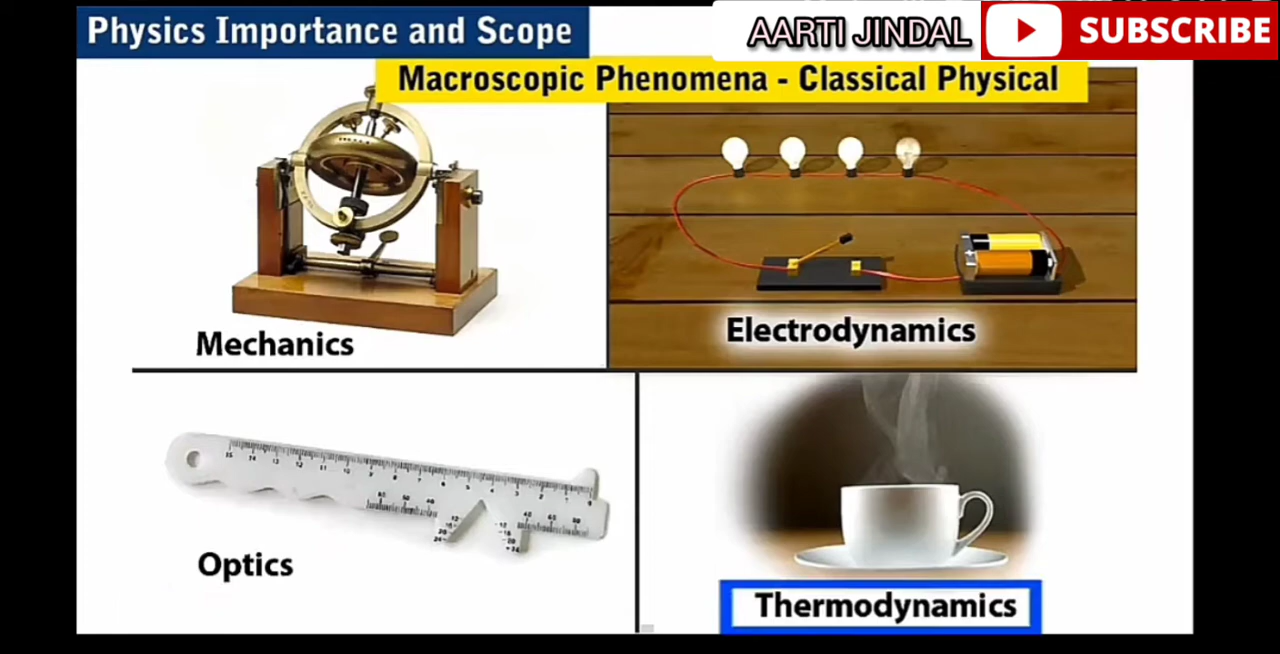 Physics Importance and Scope
AARTI JINDAL
SUBSCRIBE
Macroscopic Phenomena - Classical Physical
Mechanics
Electrodynamics
Optics
Thermodynamics